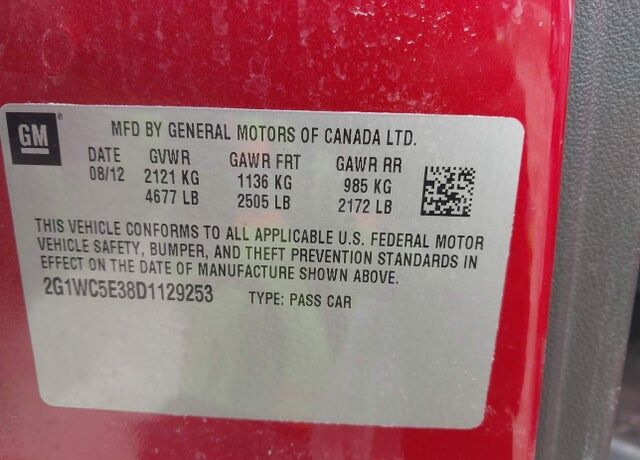 GM
MFD BY GENERAL MOTORS OF CANADA LTD.
DATE GVWR GAWR FRT GAWR RR
08/12 2121 KG 1136 KG 985 KG
4677 LB 2505 LB 2172 LB
THIS VEHICLE CONFORMS TO ALL APPLICABLE U.S. FEDERAL MOTOR
VEHICLE SAFETY, BUMPER, AND THEFT PREVENTION STANDARDS IN
EFFECT ON THE DATE OF MANUFACTURE SHOWN ABOVE.
2G1WC5E38D1129253 TYPE: PASS CAR